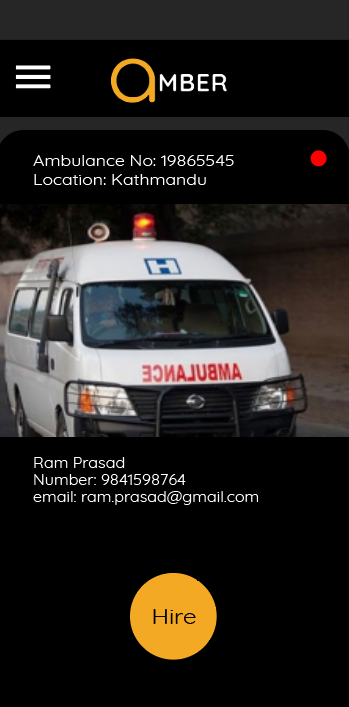 aMBER
Ambulance No: 19865545
Location: Kathmandu
H
AMBULANCE
Ram Prasad
Number: 9841598764
email: ram.prasad@gmail.com
Hire